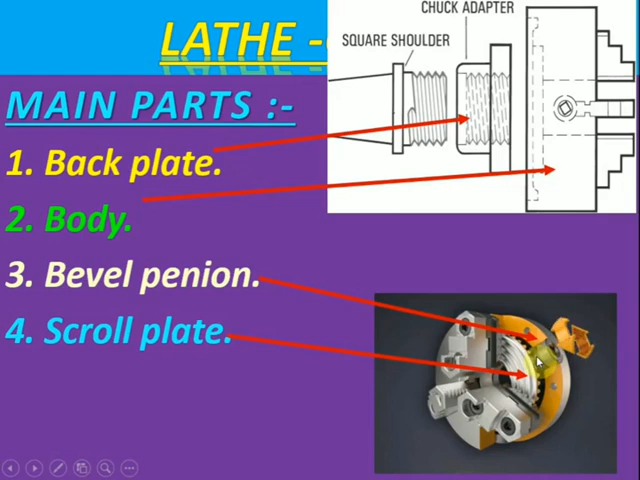 LATHE -
CHUCK ADAPTER
SQUARE SHOULDER
MAIN PARTS :-
1. Back plate.
2. Body.
3. Bevel penion.
4. Scroll plate.